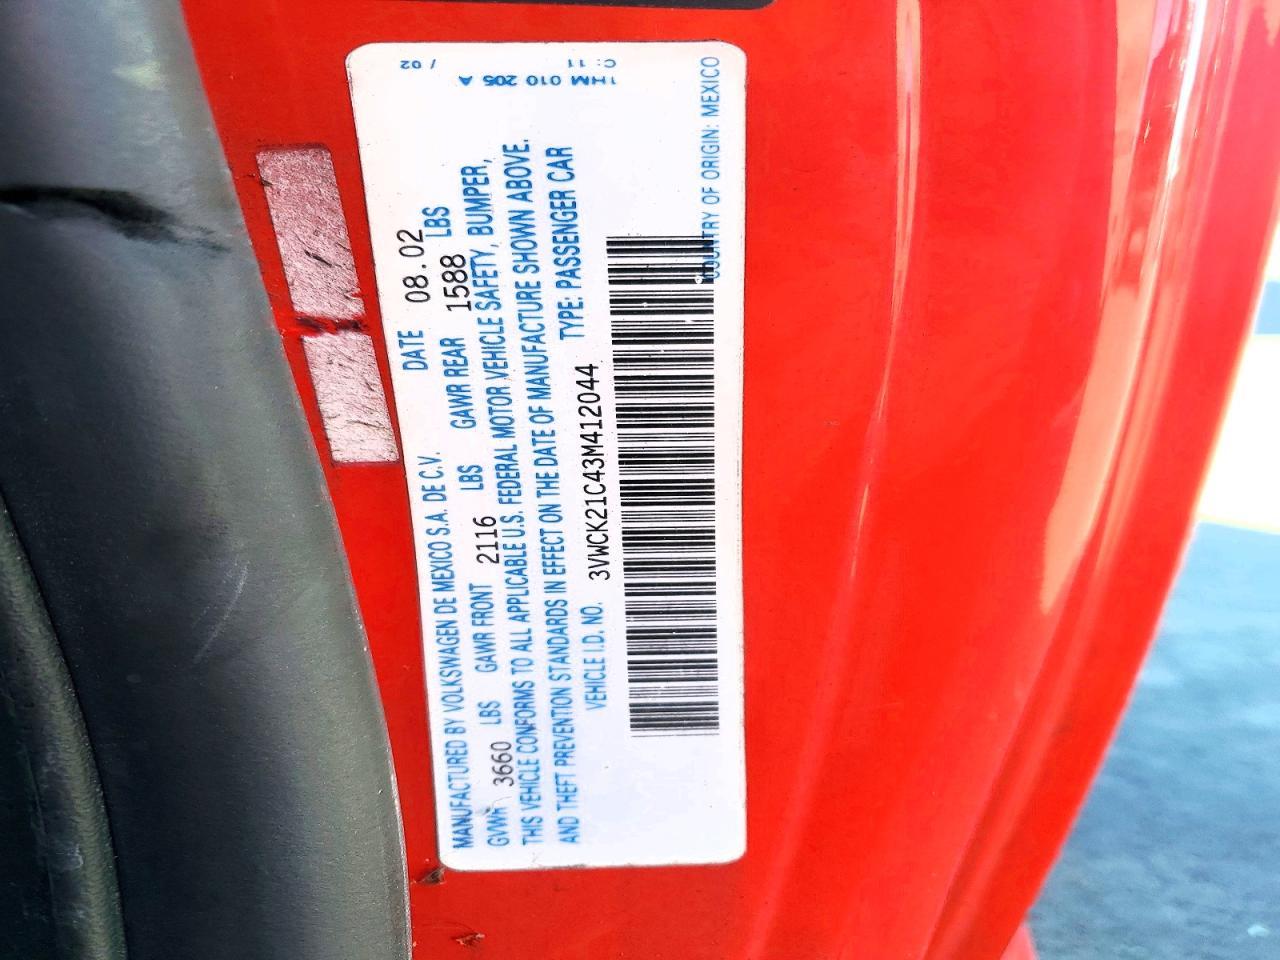 MANUFACTURED BY VOLKSWAGEN DE MEXICO S.A. DE C.V. DATE 08.02
GVWR 3660 LBS GAWR FRONT 2116 LBS GAWR REAR 1588 LBS
THIS VEHICLE CONFORMS TO ALL APPLICABLE U.S. FEDERAL MOTOR VEHICLE SAFETY, BUMPER,
AND THEFT PREVENTION STANDARDS IN EFFECT ON THE DATE OF MANUFACTURE SHOWN ABOVE.
VEHICLE I.D. NO. 3VWCK21C43M412044 TYPE: PASSENGER CAR
COUNTRY OF ORIGIN: MEXICO
1HM 010 205 A
/ 02